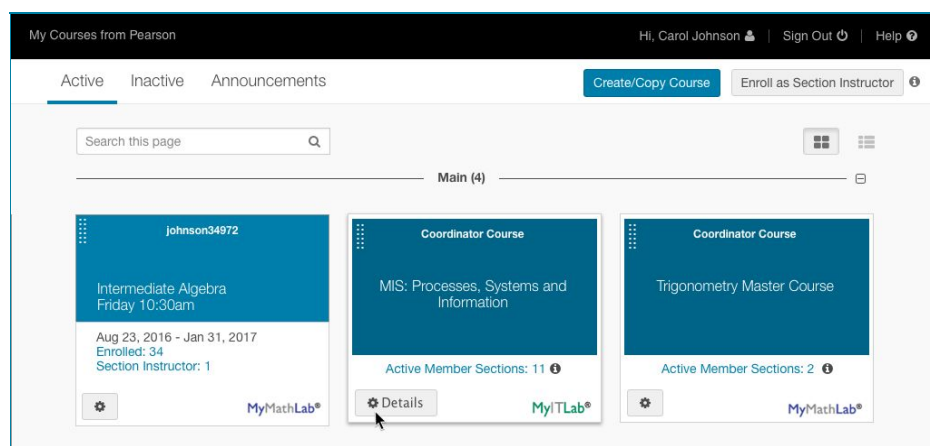 My Courses from Pearson
Hi, Carol Johnson | Sign Out | Help
Active Inactive Announcements
Create/Copy Course Enroll as Section Instructor
Search this page
Main (4)
johnson34972
Intermediate Algebra
Friday 10:30am
Aug 23, 2016 - Jan 31, 2017
Enrolled: 34
Section Instructor: 1
MyMathLab®
Coordinator Course
MIS: Processes, Systems and
Information
Active Member Sections: 11
Details
MyITLab®
Coordinator Course
Trigonometry Master Course
Active Member Sections: 2
MyMathLab®